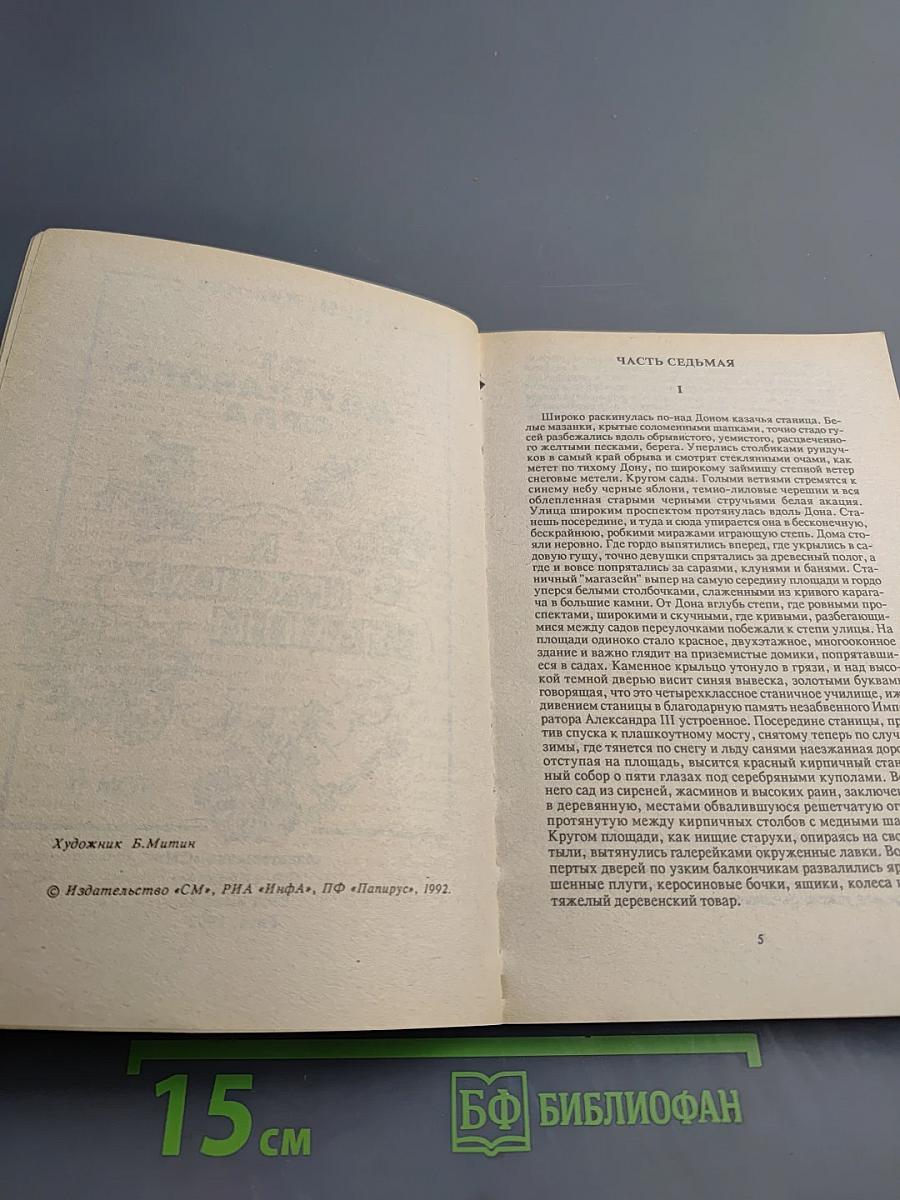 Художник Б.Митин
© Издательство «СМ», РИА «ИнфА», ПФ «Папирус», 1992.
ЧАСТЬ СЕДЬМАЯ
I
Широко раскинулась по-над Доном казачья станица. Бе-
лые мазанки, крытые соломенными шапками, точно стадо гу-
сей разбежались вдоль обрывистого, уемистого, расцвеченно-
го желтыми песками, берега. Уперлись столбиками рундуч-
ков в самый край обрыва и смотрят стеклянными очами, как
метет по тихому Дону, по широкому займищу степной ветер
снеговые метели. Кругом сады. Голыми ветвями стремятся к
синему небу черные яблони, темно-лиловые черешни и вся
облепленная старыми черными стручьями белая акация.
Улица широким проспектом протянулась вдоль Дона. Ста-
нешь посередине, и туда и сюда упирается она в бесконечную,
бескрайнюю, робкими миражами играющую степь. Дома сто-
яли неровно. Где гордо выпятились вперед, где укрылись в са-
довую гущу, точно девушки спрятались за древесный полог, а
где и вовсе попрятались за сараями, клунями и банями. Ста-
ничный "магазейн" выпер на самую середину площади и гордо
уперся белыми столбочками, слаженными из кривого карага-
ча в большие камни. От Дона вглубь степи, где ровными про-
спектами, широкими и скучными, где кривыми, разбегающи-
мися между садов переулочками побежали к степи улицы. На
площади одиноко стало красное, двухэтажное, многооконное
здание и важно глядит на приземистые домики, попрятавши-
еся в садах. Каменное крыльцо утонуло в грязи, и над высо-
кой темной дверью висит синяя вывеска, золотыми буквами
говорящая, что это четырехклассное станичное училище, иж
дивением станицы в благодарную память незабвенного Импе
ратора Александра III устроенное. Посередине станицы, пр
тив спуска к плашкоутному мосту, снятому теперь по случ
зимы, где тянется по снегу и льду санями наезжанная доро
отступая на площадь, высится красный кирпичный стан
ный собор о пяти глазах под серебряными куполами. Во
него сад из сиреней, жасминов и высоких раин, заключен
в деревянную, местами обвалившуюся решетчатую ог
протянутую между кирпичных столбов с медными ша
Кругом площади, как нищие старухи, опираясь на сво
тыли, вытянулись галерейками окруженные лавки. Во
пертых дверей по узким балкончикам развалились яр
шенные плуги, керосиновые бочки, ящики, колеса и
тяжелый деревенский товар.
5
15 см
БФ БИБЛИОФАН